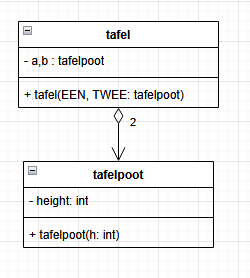 tafel
- a,b : tafelpoot
+ tafel(EEN, TWEE: tafelpoot)
2
tafelpoot
- height: int
+ tafelpoot(h: int)